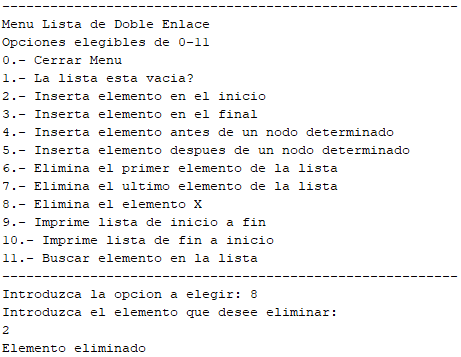 ----------------------------------------------------------
Menu Lista de Doble Enlace
Opciones elegibles de 0-11
0.- Cerrar Menu
1.- La lista esta vacia?
2.- Inserta elemento en el inicio
3.- Inserta elemento en el final
4.- Inserta elemento antes de un nodo determinado
5.- Inserta elemento despues de un nodo determinado
6.- Elimina el primer elemento de la lista
7.- Elimina el ultimo elemento de la lista
8.- Elimina el elemento X
9.- Imprime lista de inicio a fin
10.- Imprime lista de fin a inicio
11.- Buscar elemento en la lista
----------------------------------------------------------
Introduzca la opcion a elegir: 8
Introduzca el elemento que desee eliminar:
2
Elemento eliminado